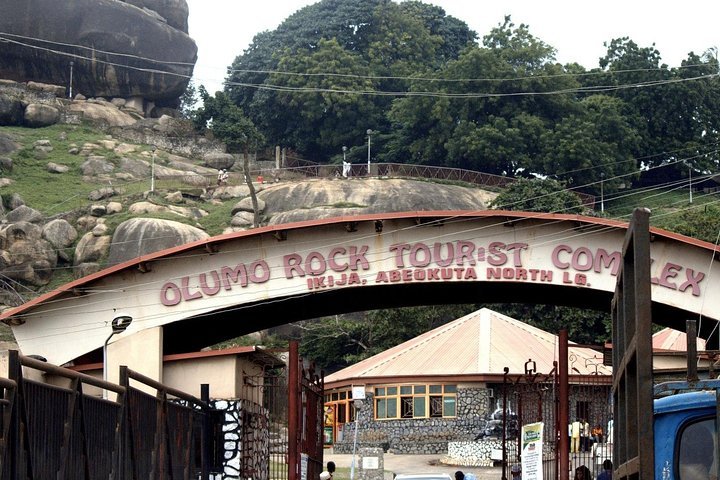 OLUMO ROCK TOURIST COMPLEX
IKIJA, ABEOKUTA NORTH LG.